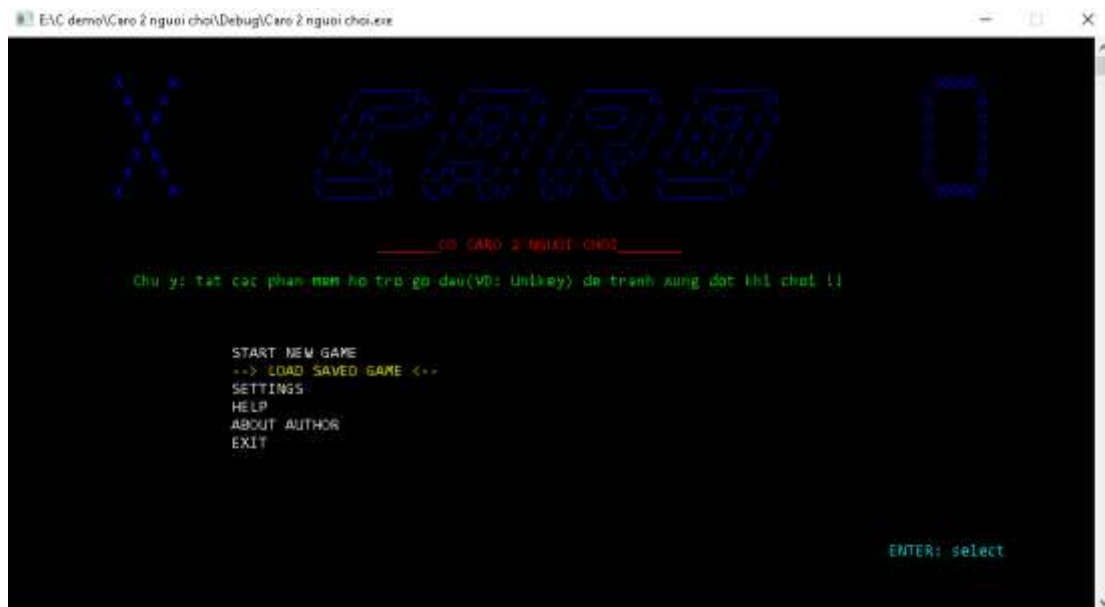 E:\C demo\Caro 2 nguoi choi\Debug\Caro 2 nguoi choi.exe
X CARO O
______CO CARO 2 NGUOI CHOI______
Chu y: tat cac phan mem ho tro go dau(VD: Unikey) de tranh xung dot khi choi !!
START NEW GAME
--> LOAD SAVED GAME <--
SETTINGS
HELP
ABOUT AUTHOR
EXIT
ENTER: select